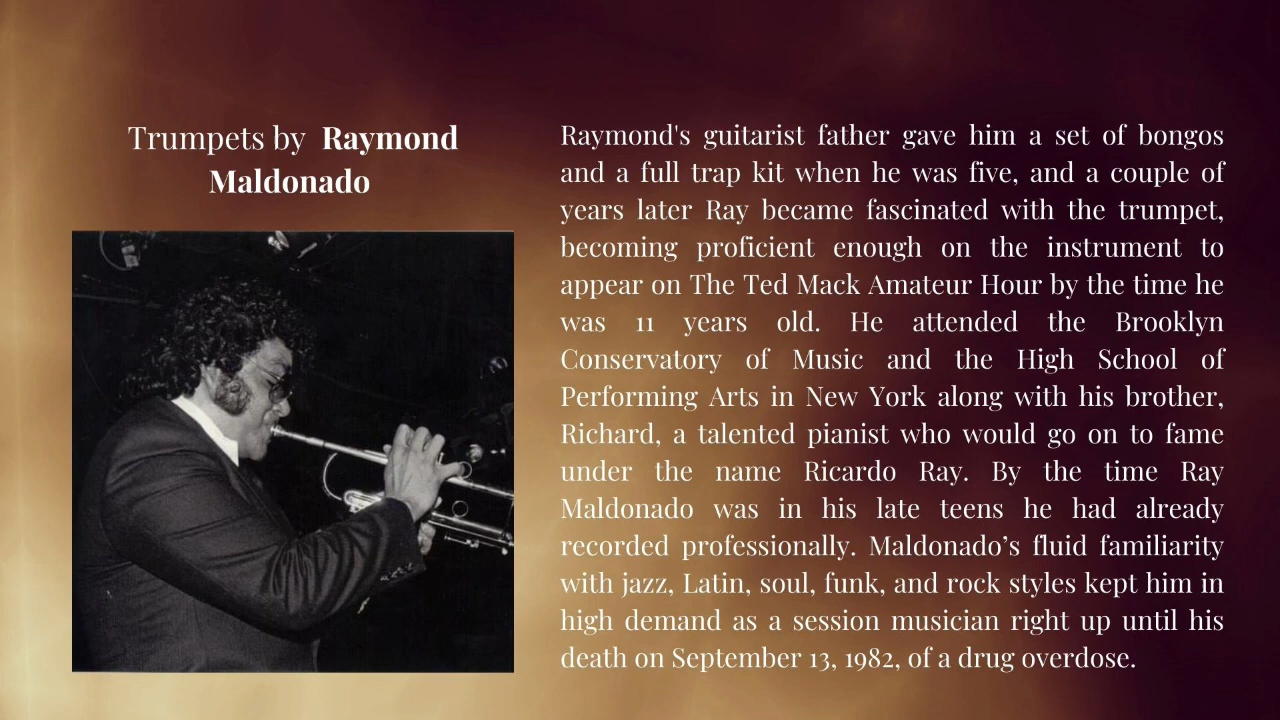 Trumpets by Raymond
Maldonado
Raymond's guitarist father gave him a set of bongos
and a full trap kit when he was five, and a couple of
years later Ray became fascinated with the trumpet,
becoming proficient enough on the instrument to
appear on The Ted Mack Amateur Hour by the time he
was 11 years old. He attended the Brooklyn
Conservatory of Music and the High School of
Performing Arts in New York along with his brother,
Richard, a talented pianist who would go on to fame
under the name Ricardo Ray. By the time Ray
Maldonado was in his late teens he had already
recorded professionally. Maldonado’s fluid familiarity
with jazz, Latin, soul, funk, and rock styles kept him in
high demand as a session musician right up until his
death on September 13, 1982, of a drug overdose.